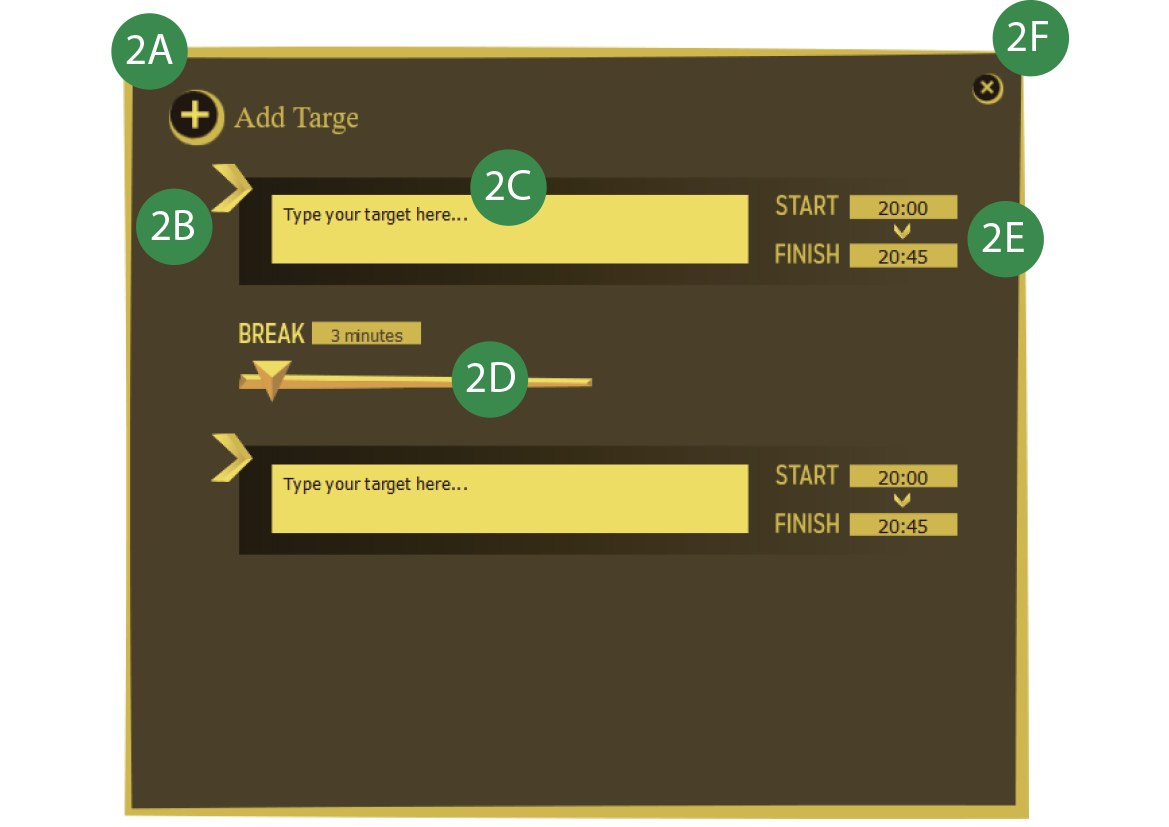 2A
2F
Add Targe
2C
2B
Type your target here...
START 20:00
2E
FINISH 20:45
BREAK 3 minutes
2D
Type your target here...
START 20:00
FINISH 20:45